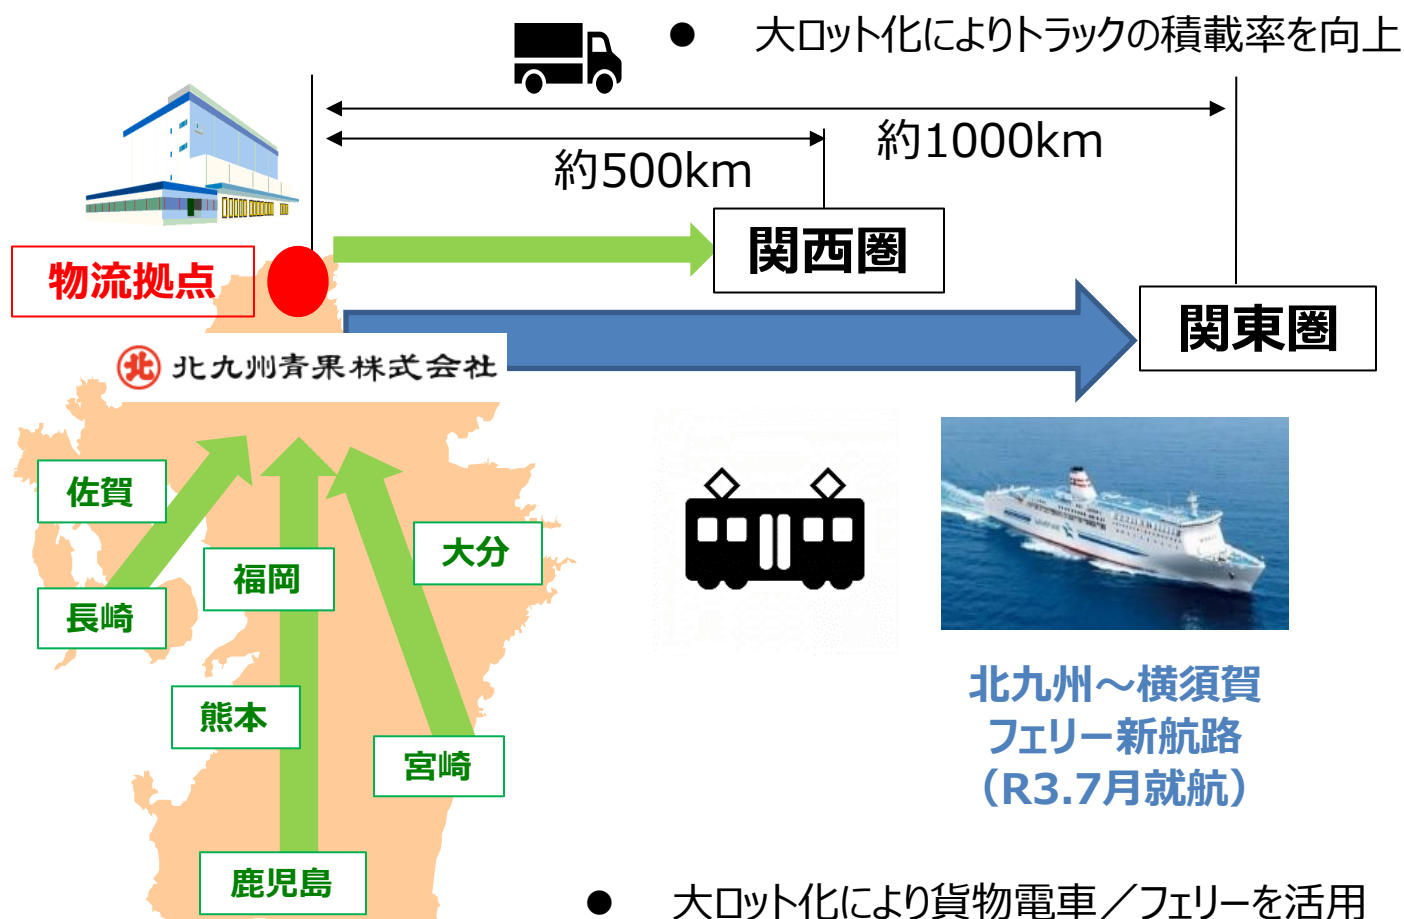 ● 大ロット化によりトラックの積載率を向上
約1000km
約500km
関西圏
物流拠点
関東圏
北 北九州青果株式会社
佐賀
大分
福岡
長崎
熊本
宮崎
鹿児島
北九州～横須賀
フェリー新航路
（R3.7月就航）
● 大ロット化により貨物電車／フェリーを活用